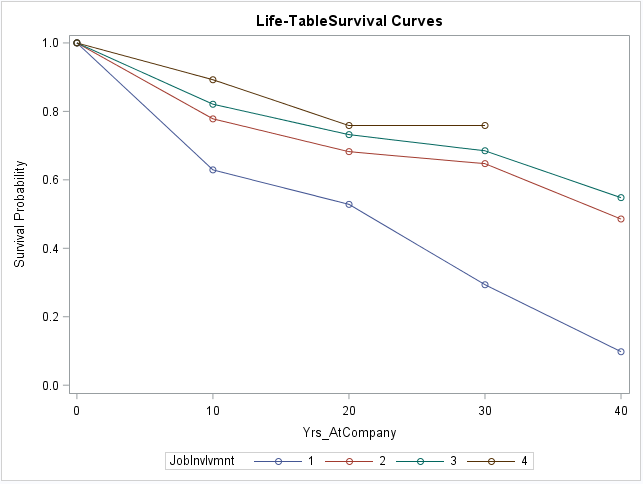 Life-TableSurvival Curves
1.0
0.8
0.6
0.4
0.2
0.0
Survival Probability
0 10 20 30 40
Yrs_AtCompany
JobInvlvmnt 1 2 3 4